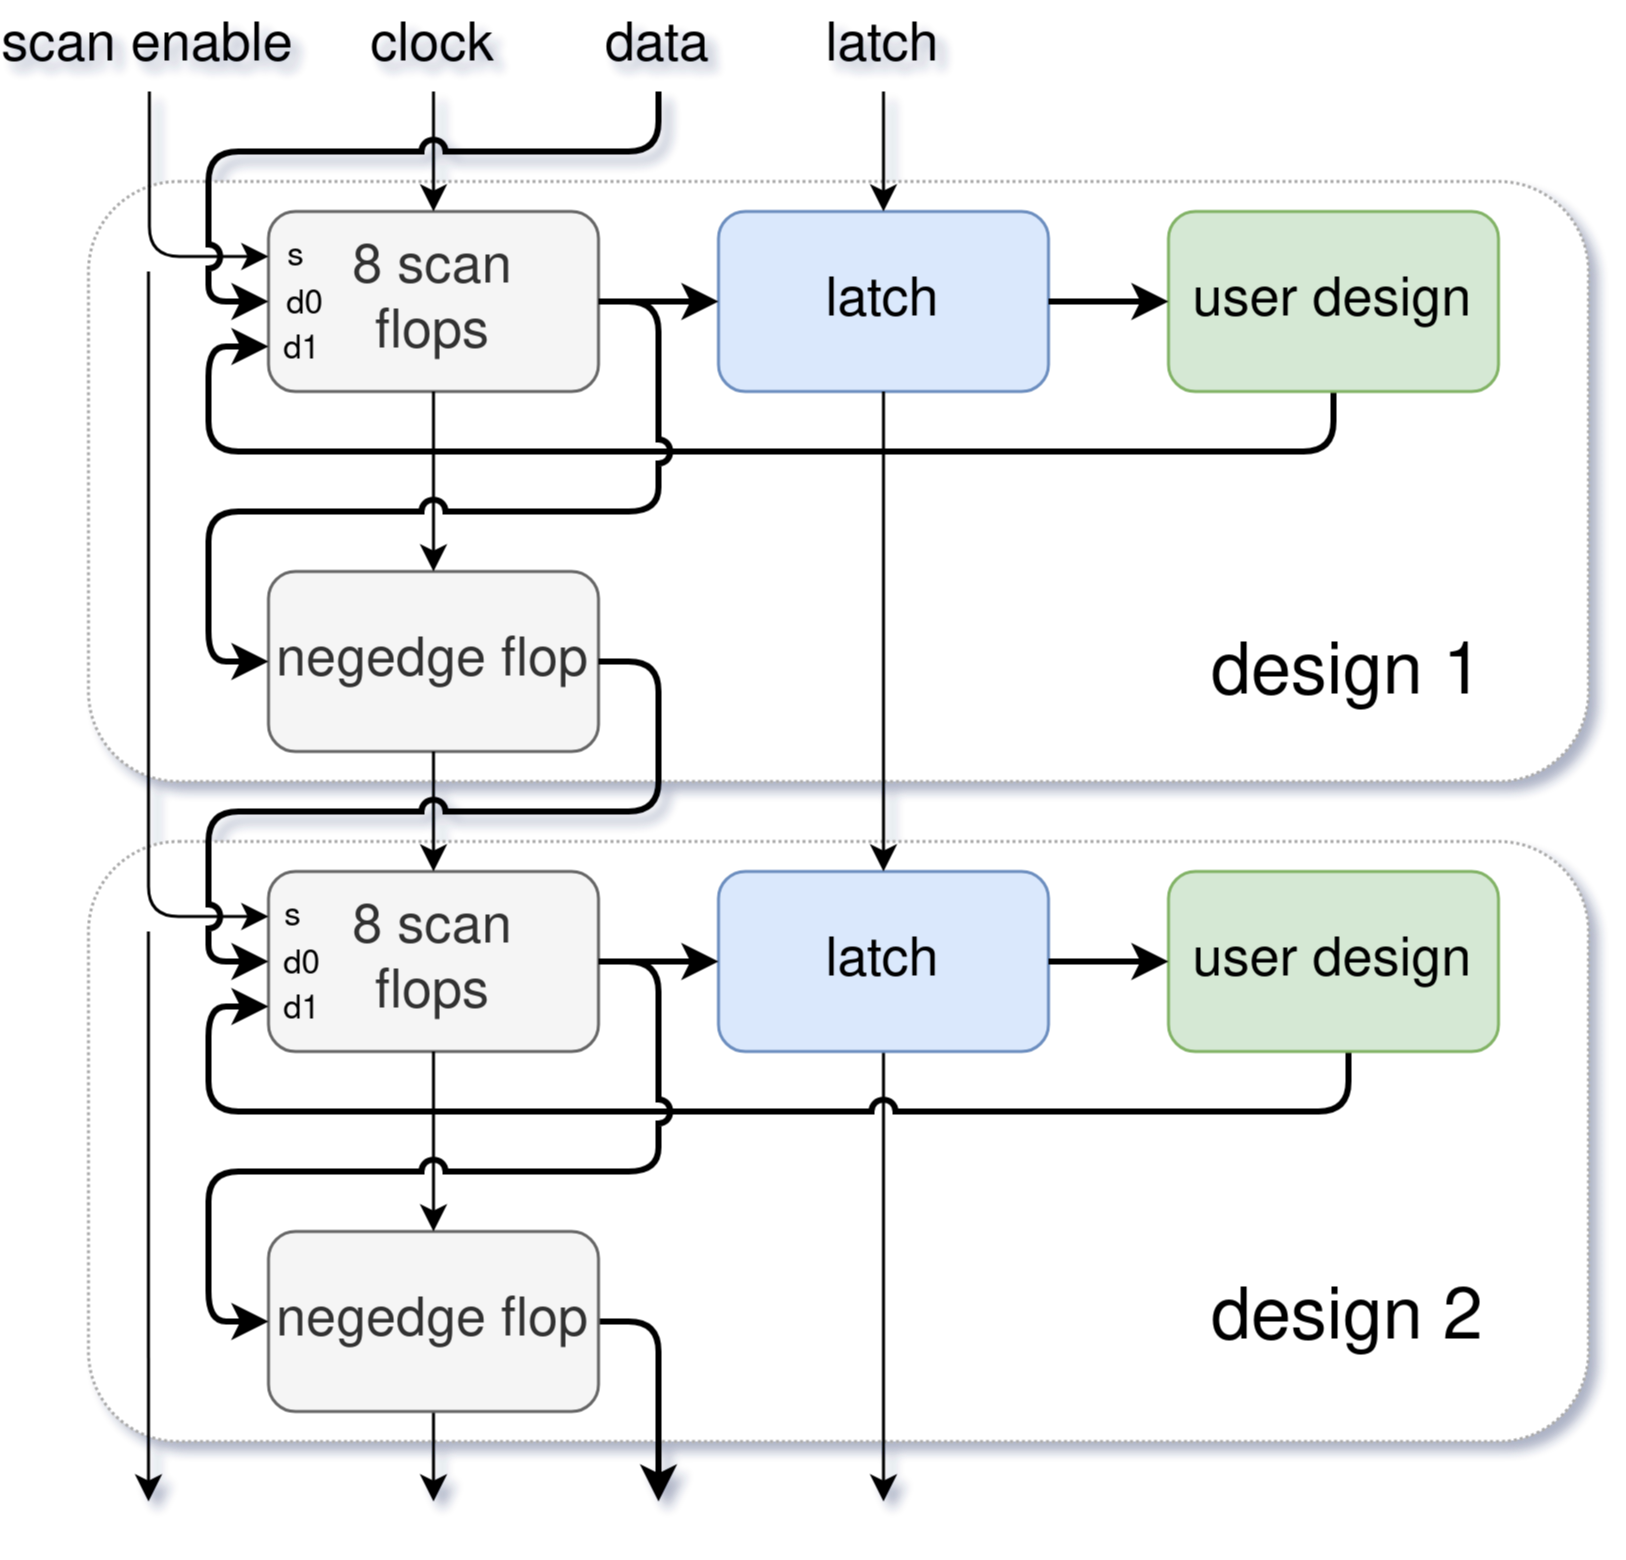 scan enable clock data latch
s
d0
d1
8 scan
flops
latch
user design
negedge flop
design 1
s
d0
d1
8 scan
flops
latch
user design
negedge flop
design 2